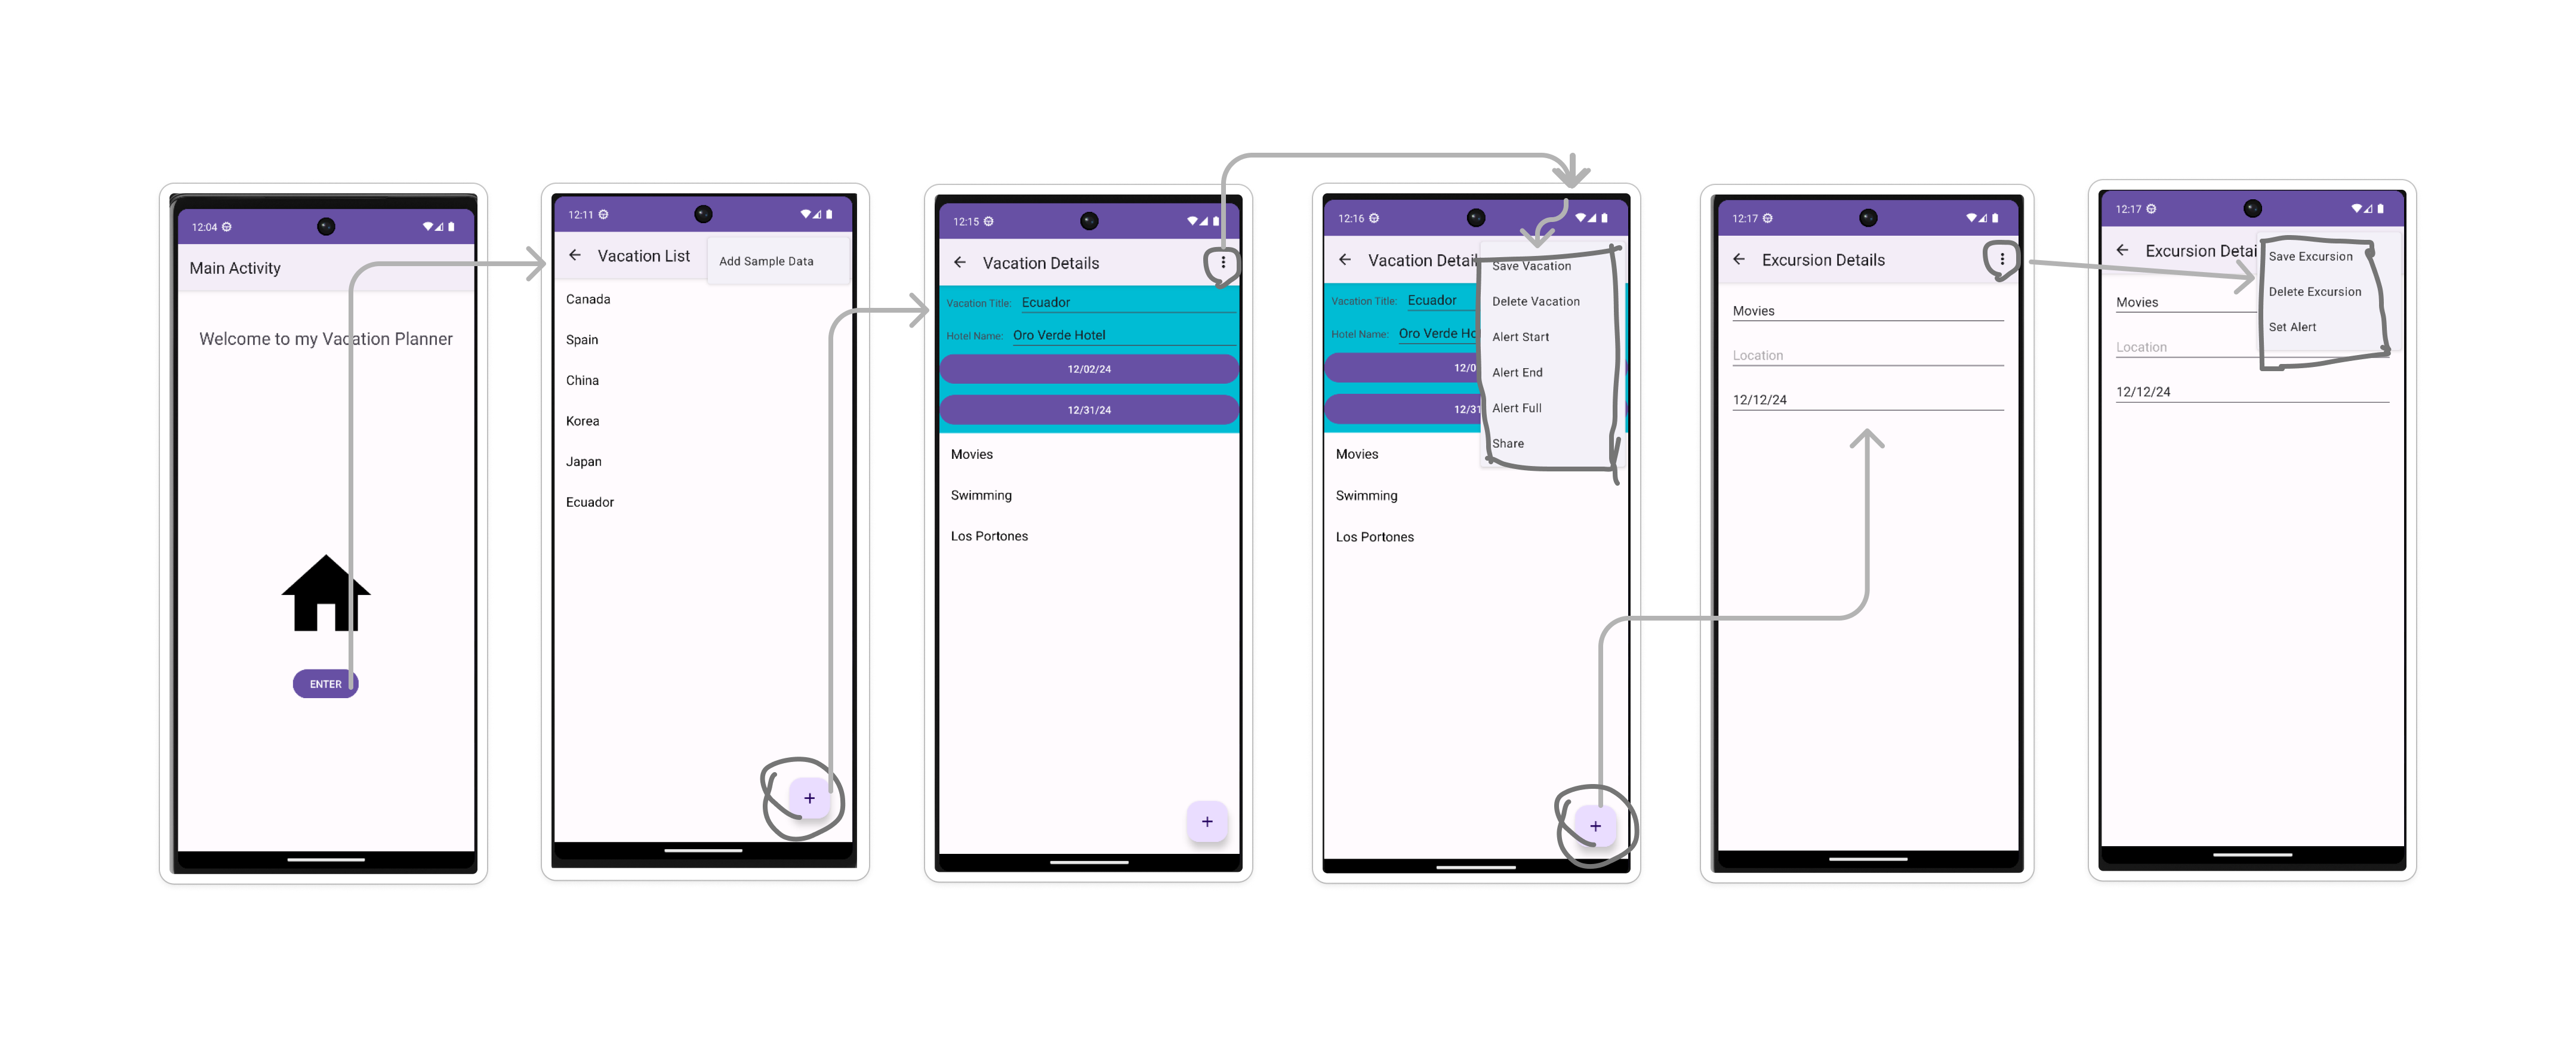 12:04
Main Activity
Welcome to my Vacation Planner
ENTER
12:11
Vacation List
Add Sample Data
Canada
Spain
China
Korea
Japan
Ecuador
+
12:15
Vacation Details
Vacation Title: Ecuador
Hotel Name: Oro Verde Hotel
12/02/24
12/31/24
Movies
Swimming
Los Portones
+
12:16
Vacation Detail
Save Vacation
Delete Vacation
Alert Start
Alert End
Alert Full
Share
Vacation Title: Ecuador
Hotel Name: Oro Verde Ho
12/0
12/31
Movies
Swimming
Los Portones
+
12:17
Excursion Details
Movies
Location
12/12/24
12:17
Excursion Detai
Save Excursion
Delete Excursion
Set Alert
Movies
Location
12/12/24